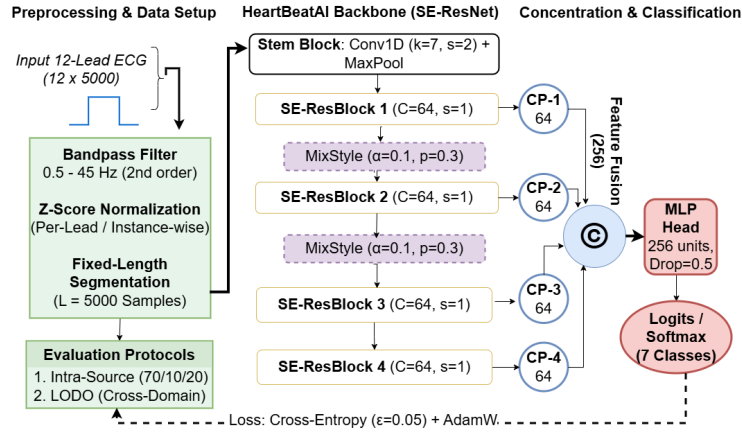 Preprocessing & Data Setup
HeartBeatAI Backbone (SE-ResNet)
Concentration & Classification
Input 12-Lead ECG
(12 x 5000)
Bandpass Filter
0.5 - 45 Hz (2nd order)
Z-Score Normalization
(Per-Lead / Instance-wise)
Fixed-Length
Segmentation
(L = 5000 Samples)
Evaluation Protocols
1. Intra-Source (70/10/20)
2. LODO (Cross-Domain)
Stem Block: Conv1D (k=7, s=2) +
MaxPool
SE-ResBlock 1 (C=64, s=1)
MixStyle (α=0.1, p=0.3)
SE-ResBlock 2 (C=64, s=1)
MixStyle (α=0.1, p=0.3)
SE-ResBlock 3 (C=64, s=1)
SE-ResBlock 4 (C=64, s=1)
CP-1
64
CP-2
64
CP-3
64
CP-4
64
Feature Fusion
(256)
©
MLP
Head
256 units,
Drop=0.5
Logits /
Softmax
(7 Classes)
Loss: Cross-Entropy (ε=0.05) + AdamW